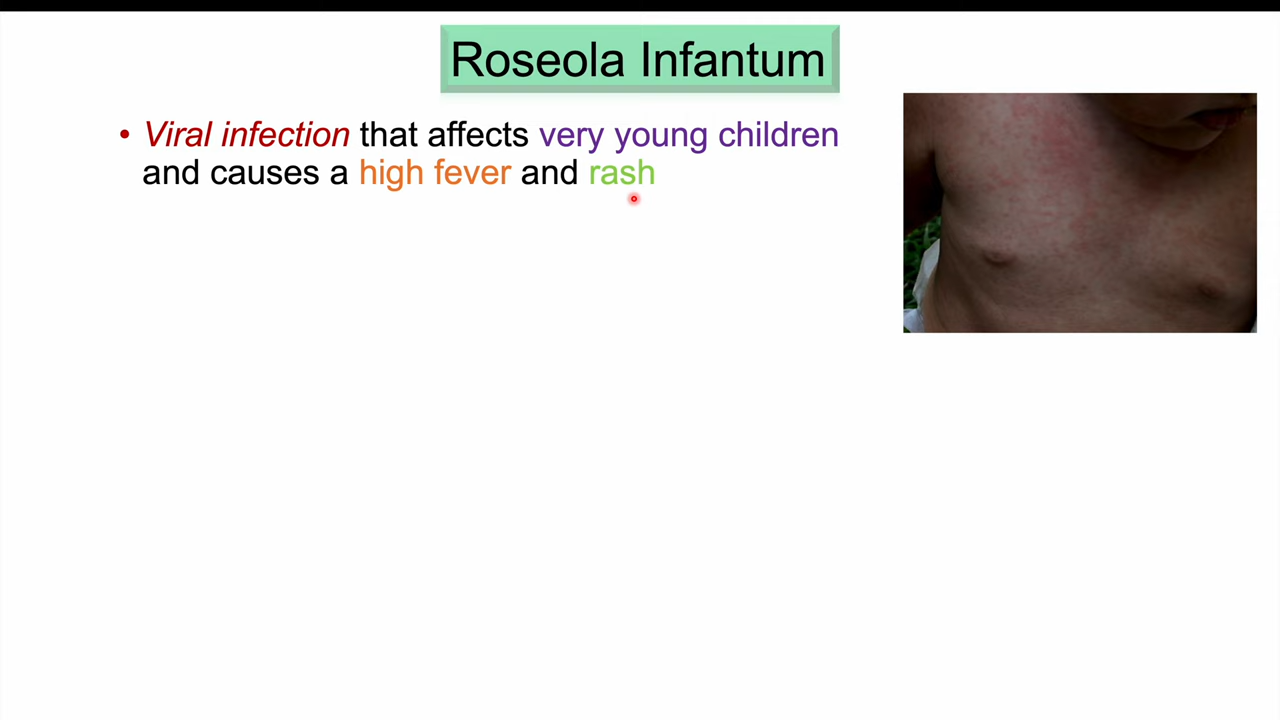 Roseola Infantum
• Viral infection that affects very young children
and causes a high fever and rash